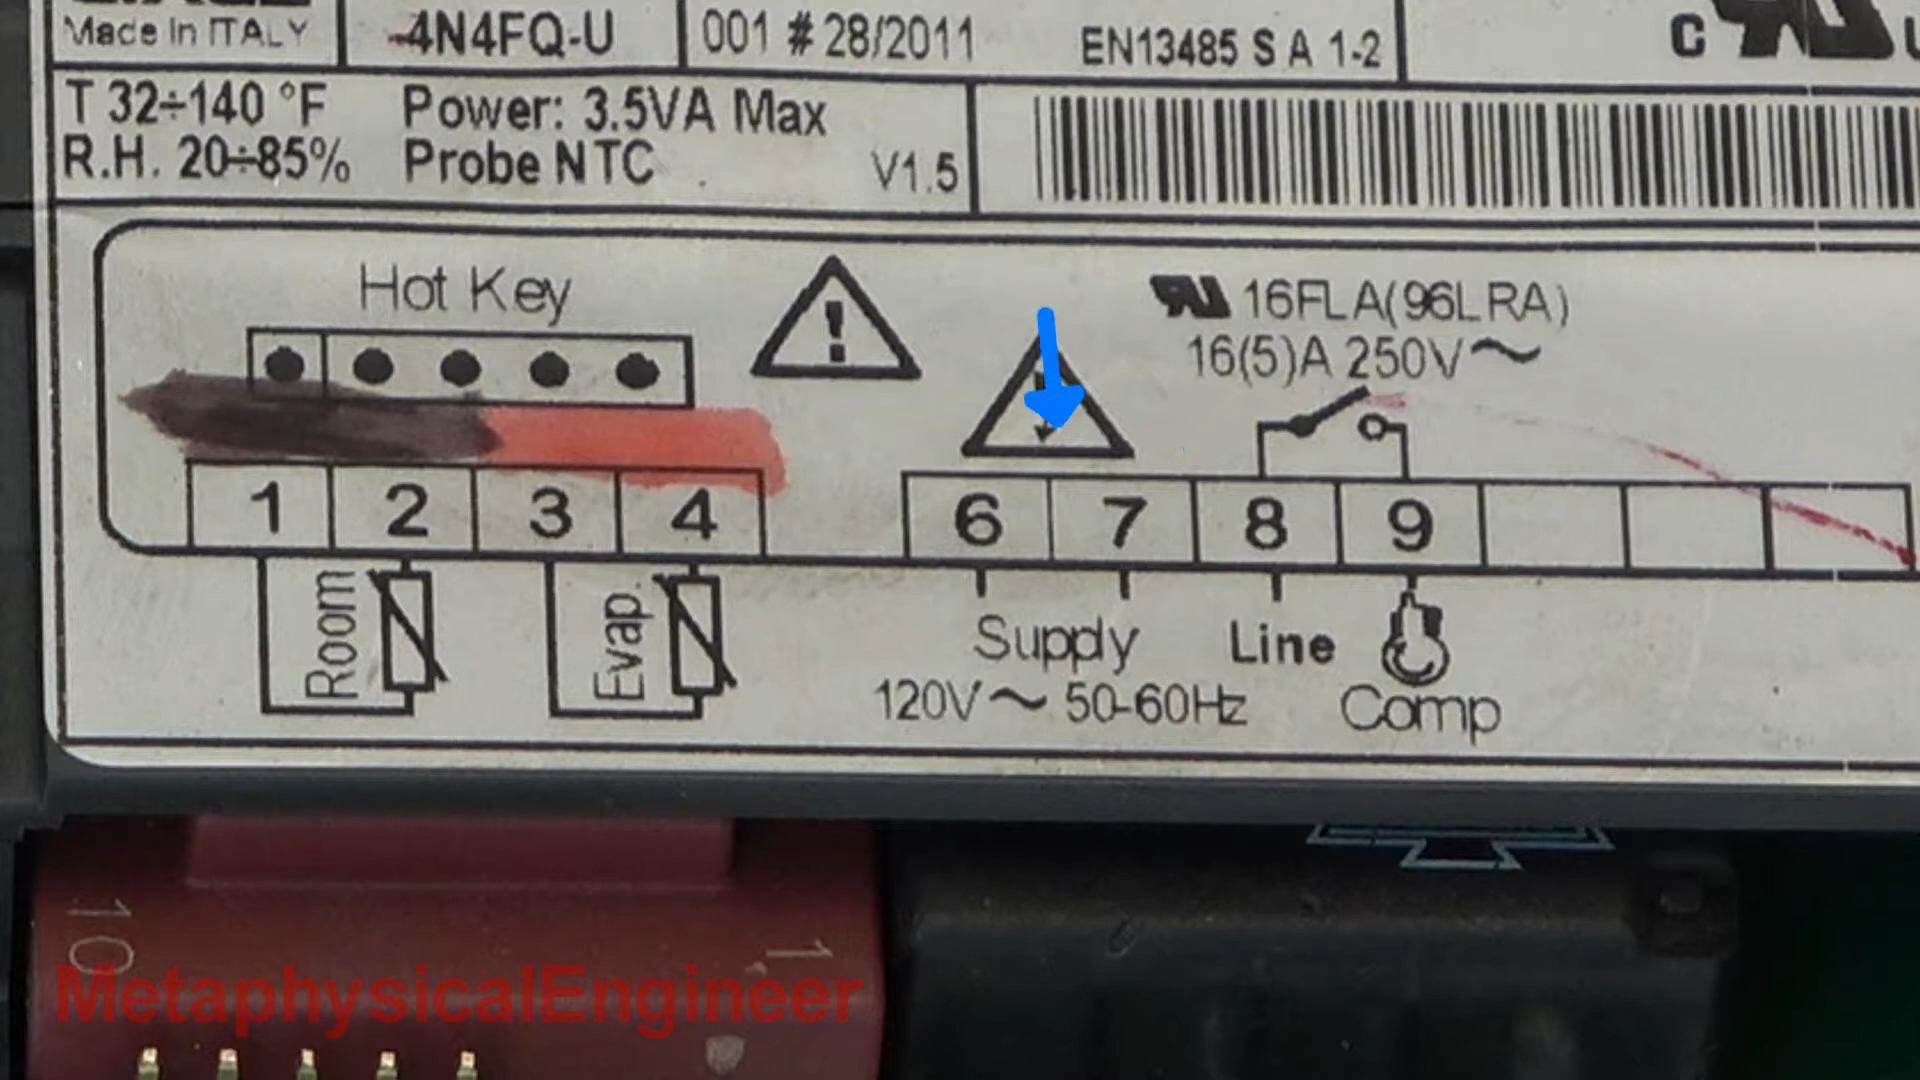 Made In ITALY
4N4FQ-U
001 # 28/2011
EN13485 S A 1-2
C
T 32÷140 °F
R.H. 20÷85%
Power: 3.5VA Max
Probe NTC
V1.5
Hot Key
!
16FLA(96LRA)
16(5)A 250V~
1 2 3 4
6 7 8 9
Room
Evap.
Supply
120V~ 50-60Hz
Line
Comp
10
1
MetaphysicalEngineer